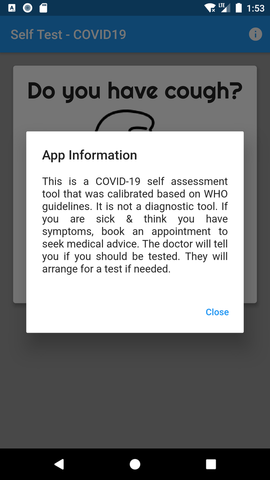 1:53
Self Test - COVID19
Do you have cough?
App Information
This is a COVID-19 self assessment
tool that was calibrated based on WHO
guidelines. It is not a diagnostic tool. If
you are sick & think you have
symptoms, book an appointment to
seek medical advice. The doctor will tell
you if you should be tested. They will
arrange for a test if needed.
Close